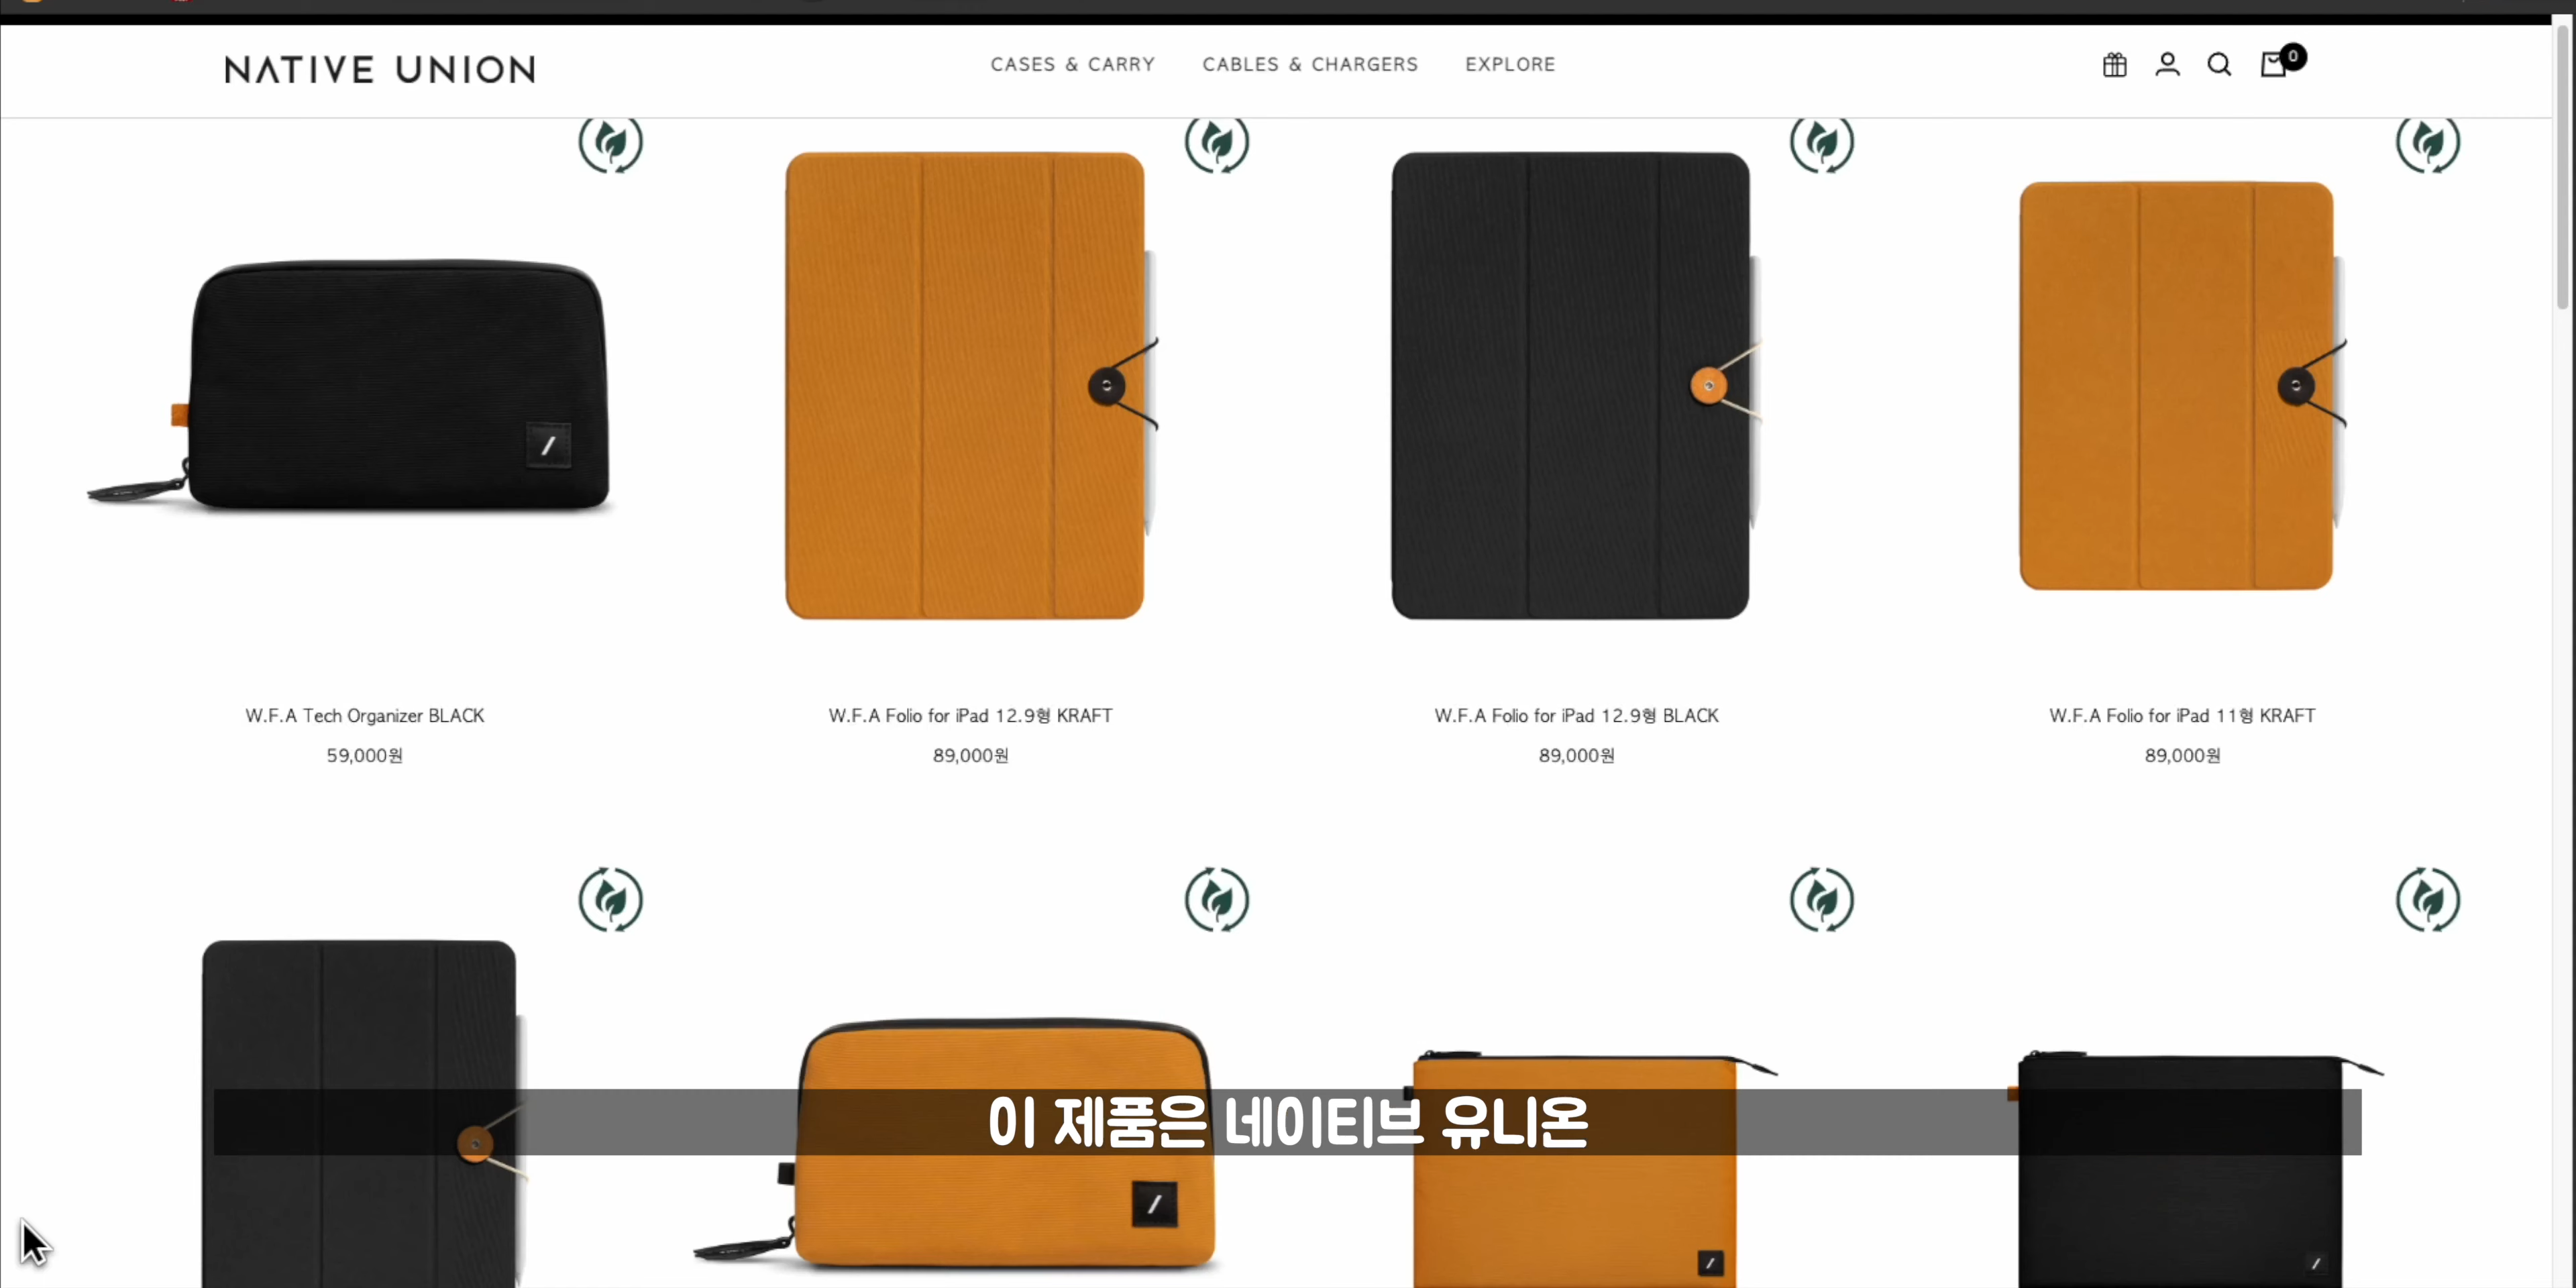 NATIVE UNION
CASES & CARRY
CABLES & CHARGERS
EXPLORE
0
W.F.A Tech Organizer BLACK
59,000원
W.F.A Folio for iPad 12.9형 KRAFT
89,000원
W.F.A Folio for iPad 12.9형 BLACK
89,000원
W.F.A Folio for iPad 11형 KRAFT
89,000원
이 제품은 네이티브 유니온